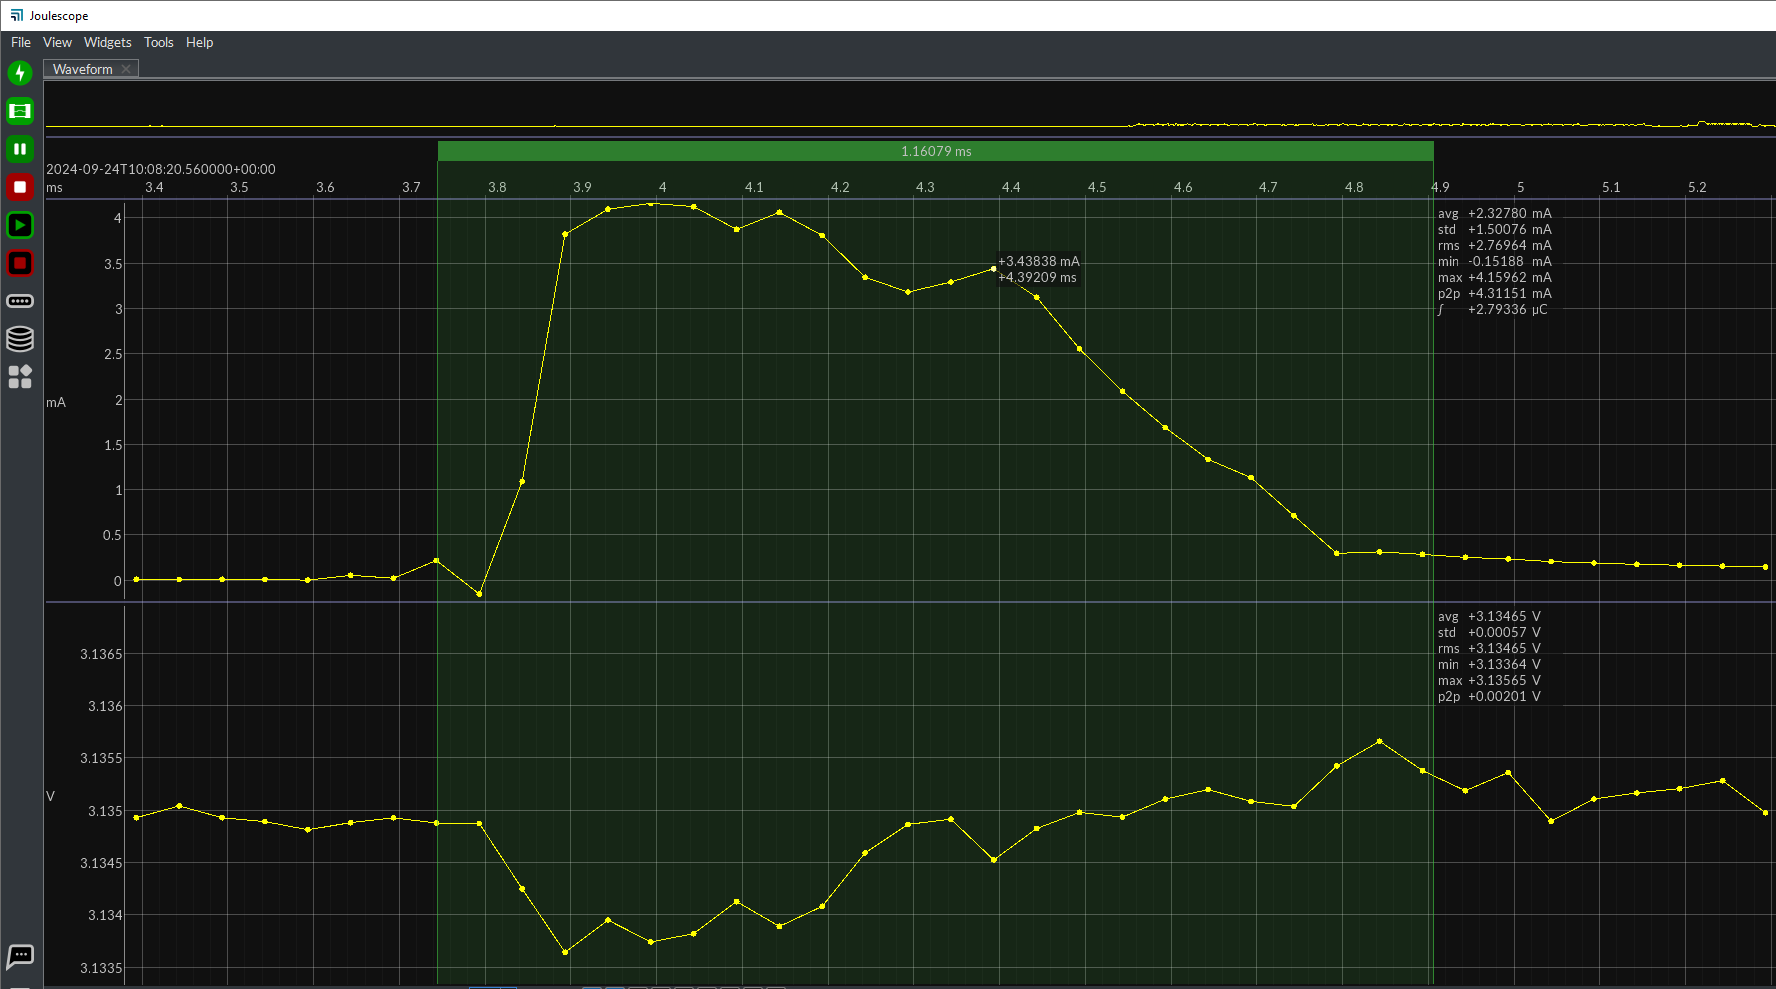 Joulescope
File View Widgets Tools Help
Waveform
1.16079 ms
2024-09-24T10:08:20.560000+00:00
ms 3.4 3.5 3.6 3.7 3.8 3.9 4 4.1 4.2 4.3 4.4 4.5 4.6 4.7 4.8 4.9 5 5.1 5.2
mA
4
3.5
3
2.5
2
1.5
1
0.5
0
+3.43838 mA
+4.39209 ms
avg +2.32780 mA
std +1.50076 mA
rms +2.76964 mA
min -0.15188 mA
max +4.15962 mA
p2p +4.31151 mA
∫ +2.79336 µC
V
3.1365
3.136
3.1355
3.135
3.1345
3.134
3.1335
avg +3.13465 V
std +0.00057 V
rms +3.13465 V
min +3.13364 V
max +3.13565 V
p2p +0.00201 V